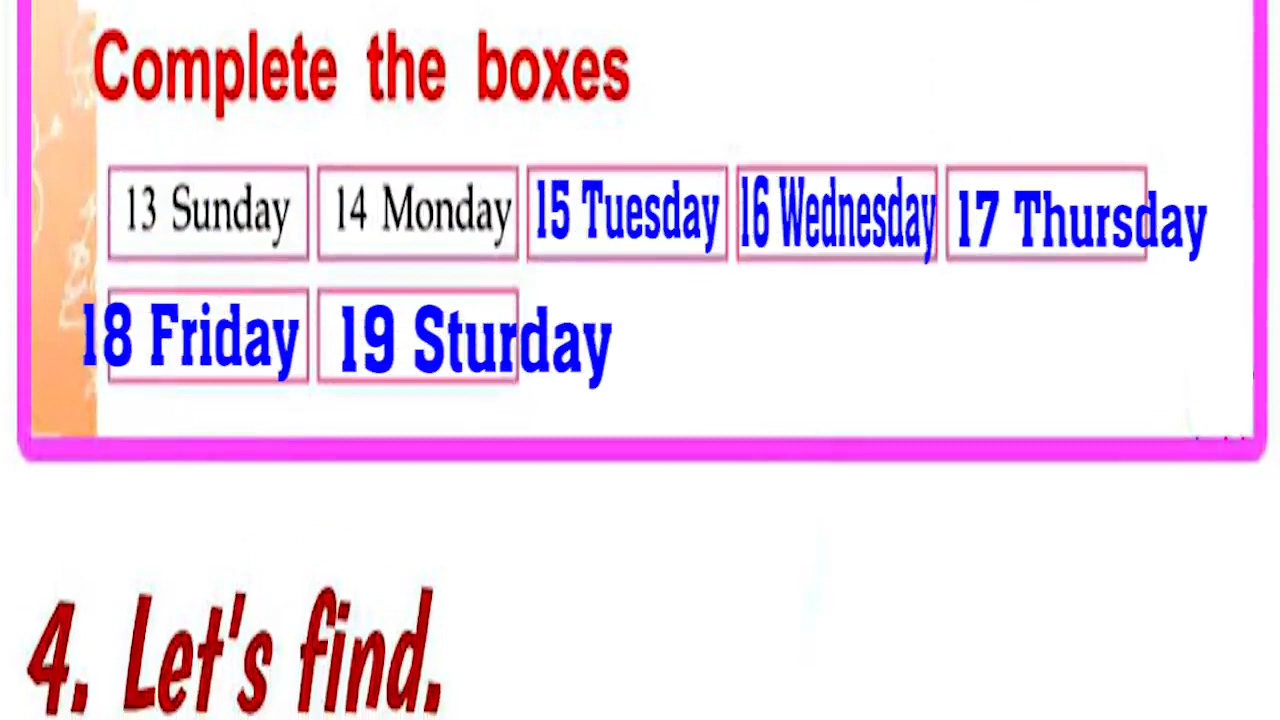 Complete the boxes
13 Sunday 14 Monday 15 Tuesday 16 Wednesday 17 Thursday
18 Friday 19 Sturday
4. Let's find.